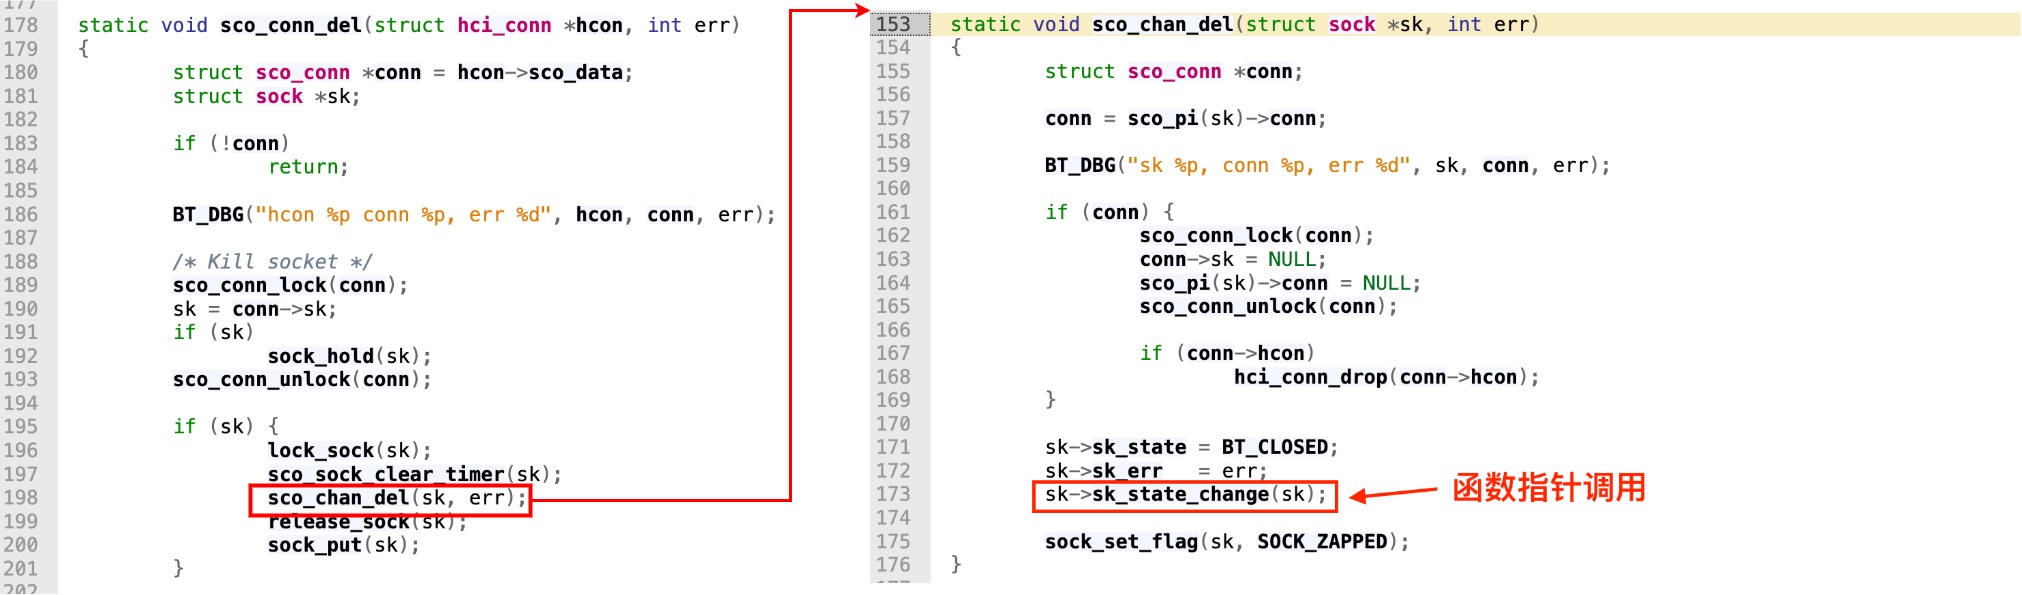 177
178 static void sco_conn_del(struct hci_conn *hcon, int err)
179 {
180 struct sco_conn *conn = hcon->sco_data;
181 struct sock *sk;
182
183 if (!conn)
184 return;
185
186 BT_DBG("hcon %p conn %p, err %d", hcon, conn, err);
187
188 /* Kill socket */
189 sco_conn_lock(conn);
190 sk = conn->sk;
191 if (sk)
192 sock_hold(sk);
193 sco_conn_unlock(conn);
194
195 if (sk) {
196 lock_sock(sk);
197 sco_sock_clear_timer(sk);
198 sco_chan_del(sk, err);
199 release_sock(sk);
200 sock_put(sk);
201 }
202
153 static void sco_chan_del(struct sock *sk, int err)
154 {
155 struct sco_conn *conn;
156
157 conn = sco_pi(sk)->conn;
158
159 BT_DBG("sk %p, conn %p, err %d", sk, conn, err);
160
161 if (conn) {
162 sco_conn_lock(conn);
163 conn->sk = NULL;
164 sco_pi(sk)->conn = NULL;
165 sco_conn_unlock(conn);
166
167 if (conn->hcon)
168 hci_conn_drop(conn->hcon);
169 }
170
171 sk->sk_state = BT_CLOSED;
172 sk->sk_err = err;
173 sk->sk_state_change(sk); 函数指针调用
174
175 sock_set_flag(sk, SOCK_ZAPPED);
176 }